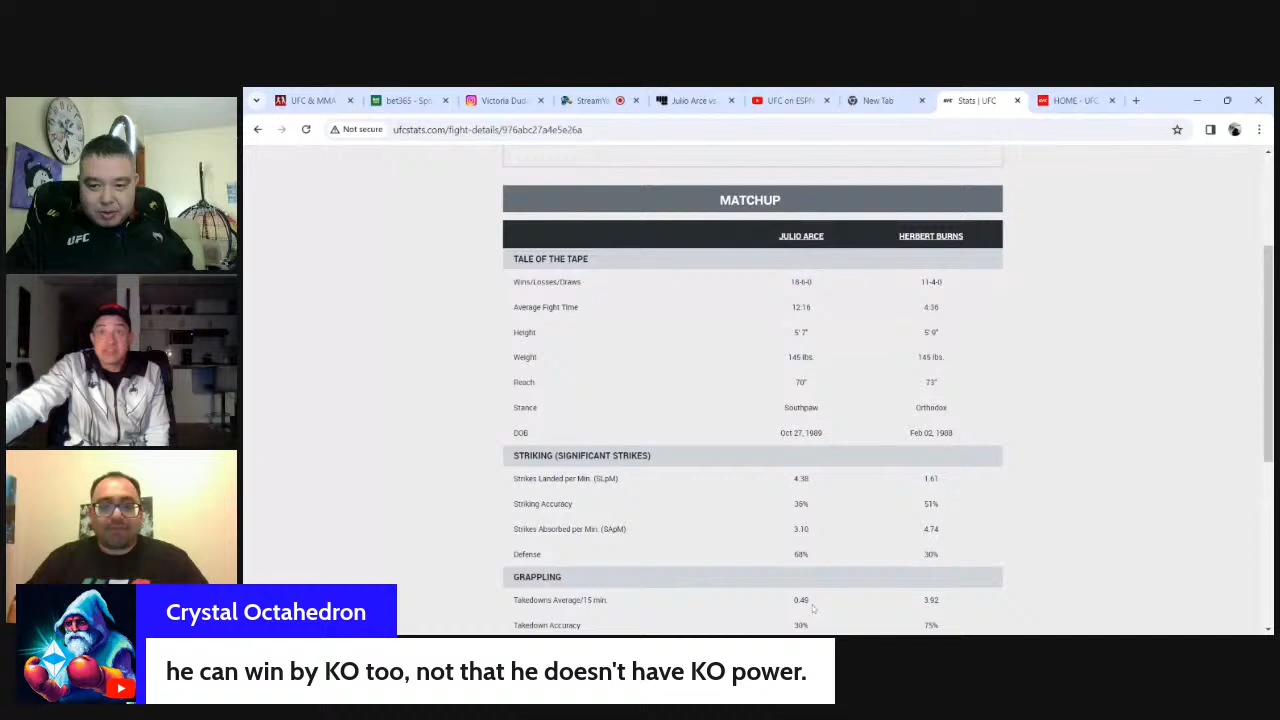 UFC & MMA
bet365 - Spo
Victoria Duda
StreamYa
Julio Arce vs.
UFC on ESPN
New Tab
Stats | UFC
HOME - UFC
Not secure
ufcstats.com/fight-details/976abc27a4e5e26a
MATCHUP
JULIO ARCE HERBERT BURNS
TALE OF THE TAPE
Wins/Losses/Draws 18-6-0 11-4-0
Average Fight Time 12:16 4:36
Height 5' 7" 5' 9"
Weight 145 lbs. 145 lbs.
Reach 70" 73"
Stance Southpaw Orthodox
DOB Oct 27, 1989 Feb 02, 1988
STRIKING (SIGNIFICANT STRIKES)
Strikes Landed per Min. (SLpM) 4.38 1.61
Striking Accuracy 36% 51%
Strikes Absorbed per Min. (SApM) 3.10 4.74
Defense 68% 30%
GRAPPLING
Takedowns Average/15 min. 0.49 3.92
Takedown Accuracy 30% 75%
UFC
Crystal Octahedron
he can win by KO too, not that he doesn't have KO power.